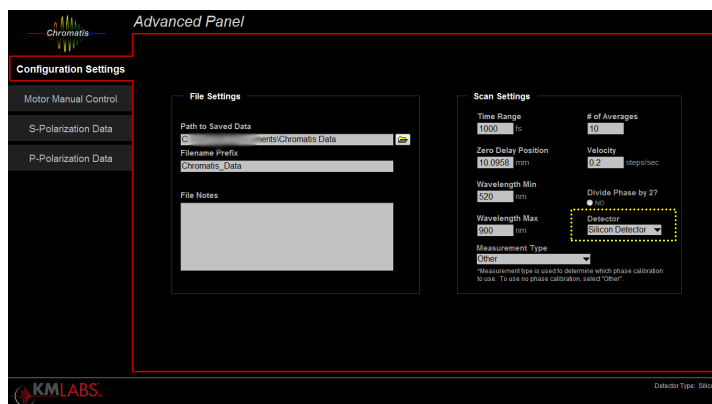 Chromatis
Advanced Panel
Configuration Settings
Motor Manual Control
S-Polarization Data
P-Polarization Data
File Settings
Path to Saved Data
C ments\Chromatis Data
Filename Prefix
Chromatis_Data
File Notes
Scan Settings
Time Range
1000 fs
# of Averages
10
Zero Delay Position
10.0958 mm
Velocity
0.2 steps/sec
Wavelength Min
520 nm
Divide Phase by 2?
NO
Wavelength Max
900 nm
Detector
Silicon Detector
Measurement Type
Other
*Measurement type is used to determine which phase calibration
to use. To use no phase calibration, select "Other".
KMLABS
Detector Type: Silic